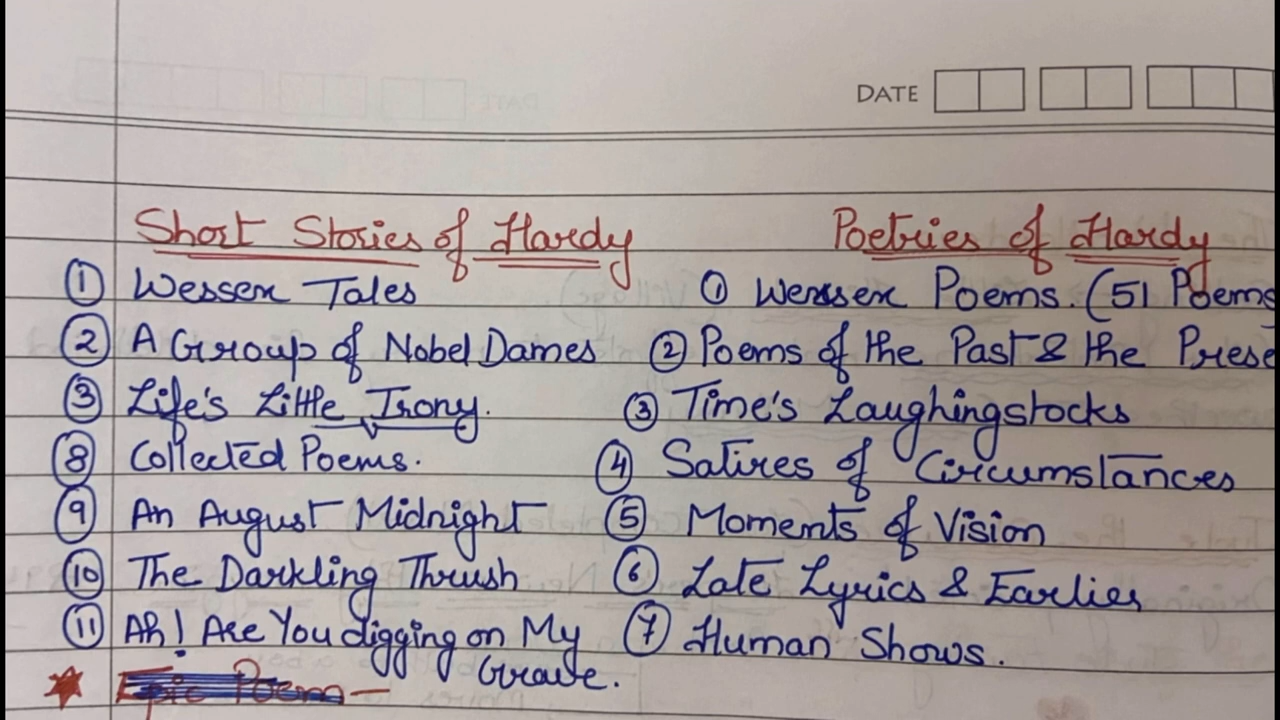 DATE
Short Stories of Hardy Poetries of Hardy
① Wessex Tales ① Wessex Poems. (51 Poems
② A Group of Nobel Dames ② Poems of the Past & the Prese
③ Life's Little Irony. ③ Time's Laughingstocks
⑧ Collected Poems. ④ Satires of Circumstances
⑨ An August Midnight ⑤ Moments of Vision
⑩ The Darkling Thrush ⑥ Late Lyrics & Earlier
⑪ Ah! Are You digging on My ⑦ Human Shows.
Grave.
Epic Poem —